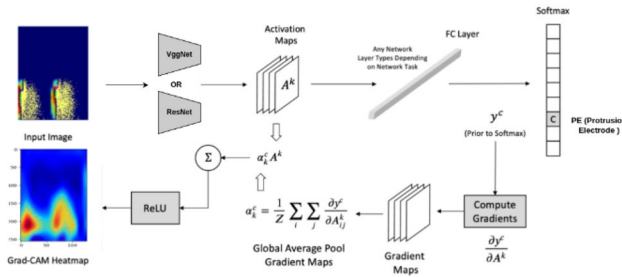 Softmax
Activation
Maps
FC Layer
VggNet
OR
ResNet
A^k
Any Network
Layer Types Depending
on Network Task
C
PE (Protrusio
Electrode )
Input Image
y^c
(Prior to Softmax)
Σ
α_k^c A^k
ReLU
α_k^c = 1/Z Σ_i Σ_j ∂y^c/∂A_ij^k
Compute
Gradients
∂y^c/∂A^k
Global Average Pool
Gradient Maps
Gradient
Maps
Grad-CAM Heatmap